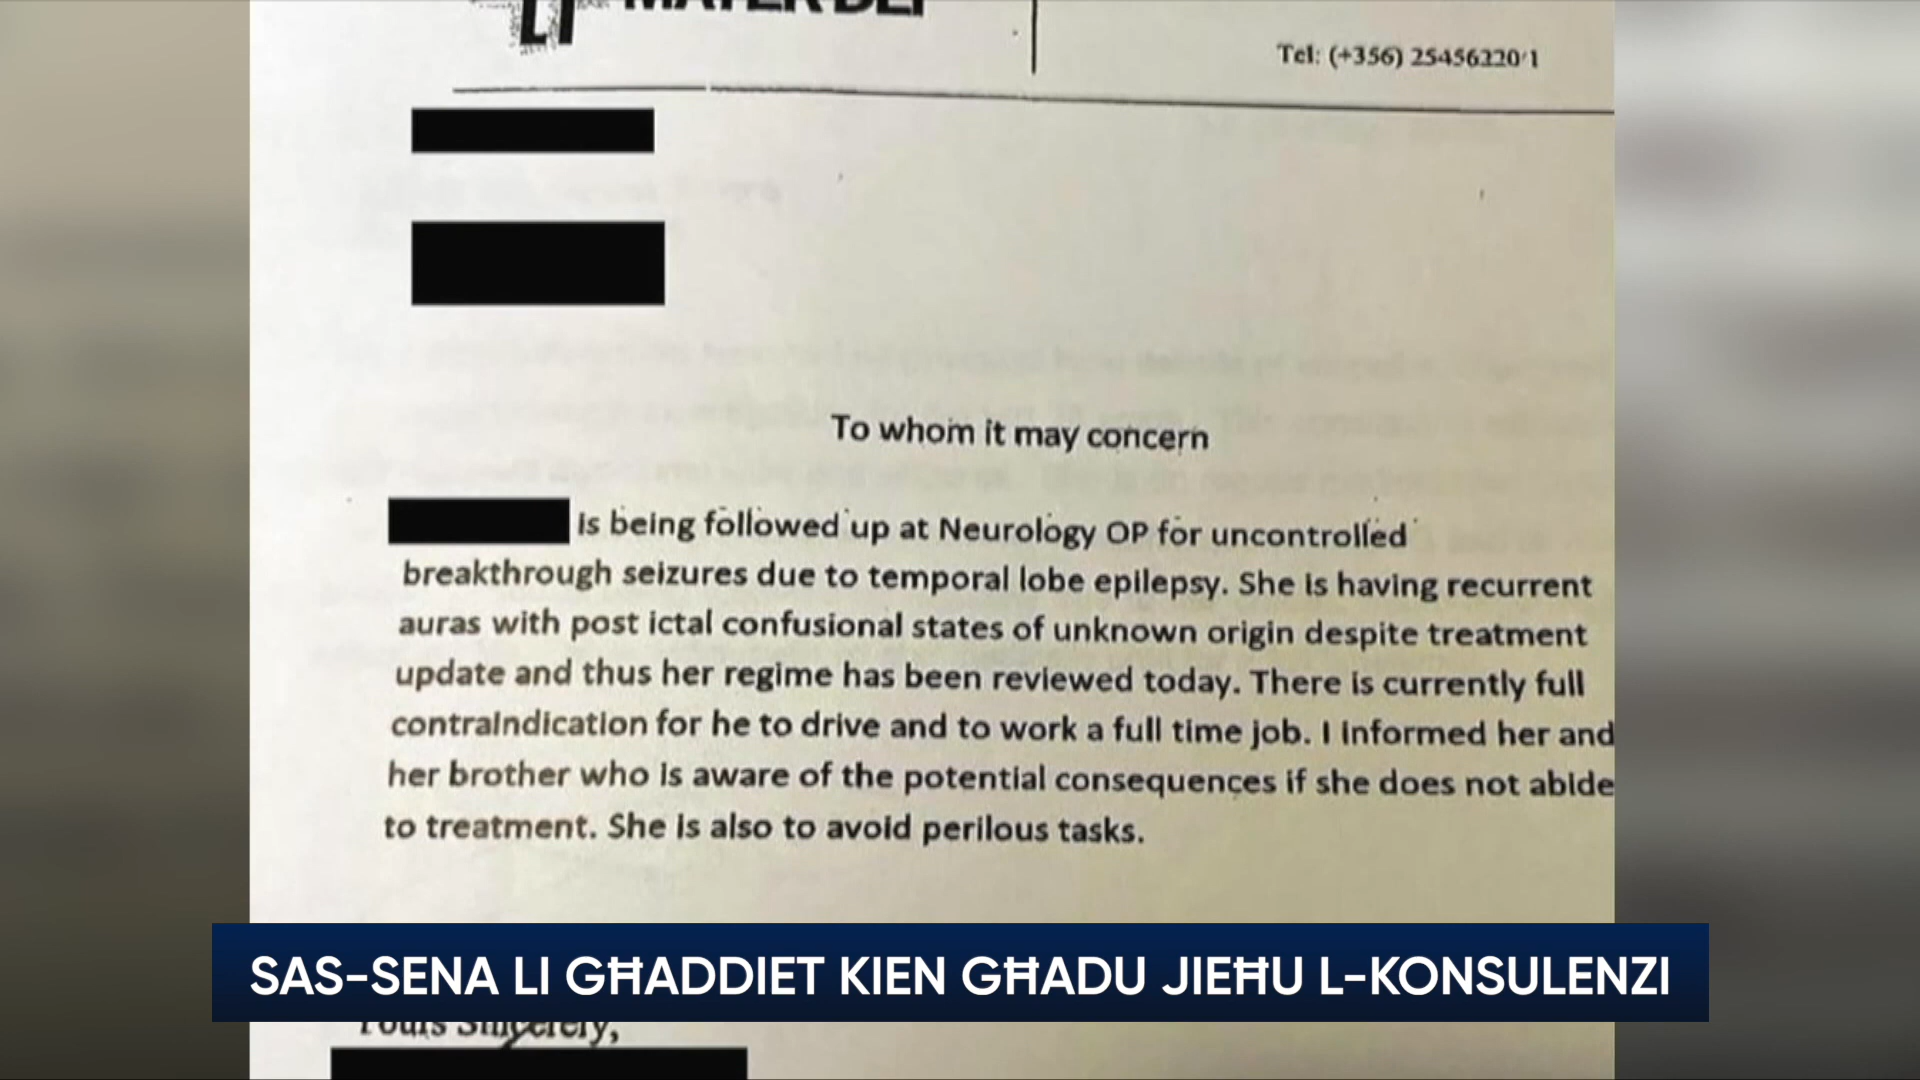 MATER DEI
Tel: (+356) 25456220/1
To whom it may concern
is being followed up at Neurology OP for uncontrolled
breakthrough seizures due to temporal lobe epilepsy. She is having recurrent
auras with post ictal confusional states of unknown origin despite treatment
update and thus her regime has been reviewed today. There is currently full
contraindication for he to drive and to work a full time job. I informed her and
her brother who is aware of the potential consequences if she does not abide
to treatment. She is also to avoid perilous tasks.
SAS-SENA LI GĦADDIET KIEN GĦADU JIEĦU L-KONSULENZI
Yours Sincerely,